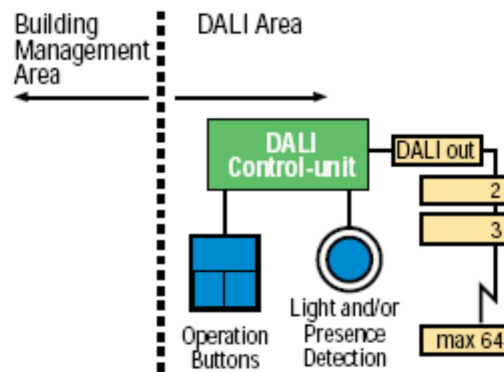 Building
Management
Area
DALI Area
DALI
Control-unit
DALI out
2
3
max 64
Operation
Buttons
Light and/or
Presence
Detection